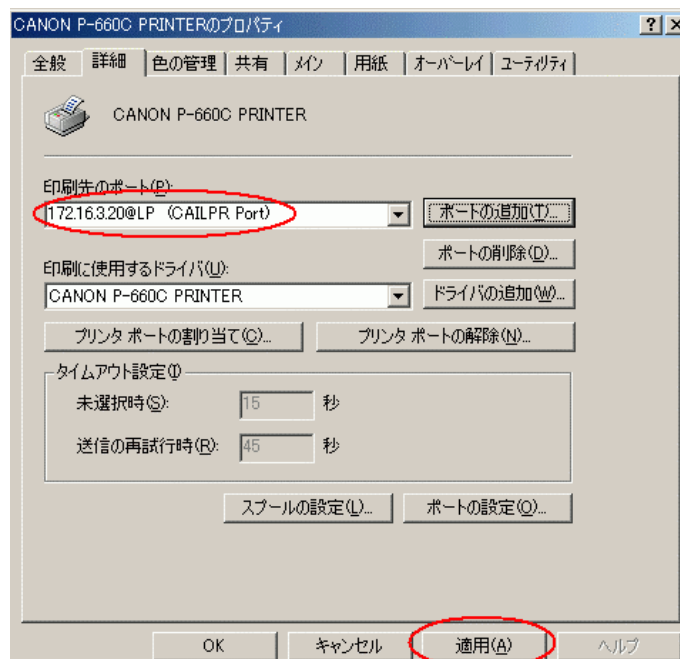 CANON P-660C PRINTERのプロパティ
全般 詳細 色の管理 共有 メイン 用紙 オーバーレイ ユーティリティ
CANON P-660C PRINTER
印刷先のポート(P):
172.16.3.20@LP (CAILPR Port) ポートの追加(T)...
ポートの削除(D)...
印刷に使用するドライバ(U):
CANON P-660C PRINTER ドライバの追加(W)...
プリンタ ポートの割り当て(C)... プリンタ ポートの解除(N)...
タイムアウト設定(I)
未選択時(S): 15 秒
送信の再試行時(R): 45 秒
スプールの設定(L)... ポートの設定(O)...
OK キャンセル 適用(A) ヘルプ